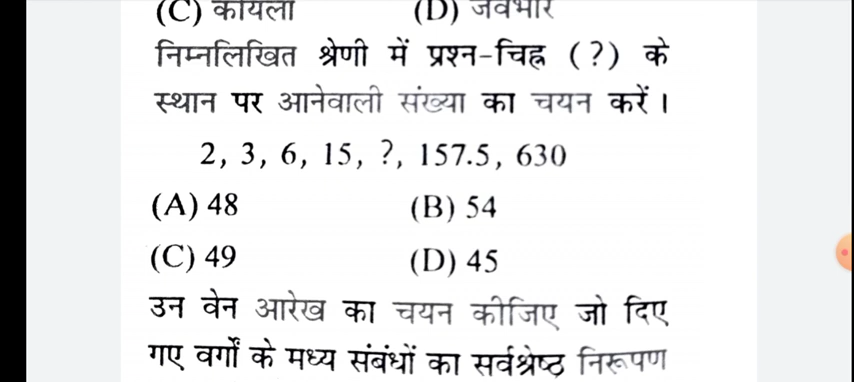 (C) कोयला (D) जैवभार
निम्नलिखित श्रेणी में प्रश्न-चिह्न (?) के
स्थान पर आनेवाली संख्या का चयन करें।
2, 3, 6, 15, ?, 157.5, 630
(A) 48 (B) 54
(C) 49 (D) 45
उन वेन आरेख का चयन कीजिए जो दिए
गए वर्गों के मध्य संबंधों का सर्वश्रेष्ठ निरूपण